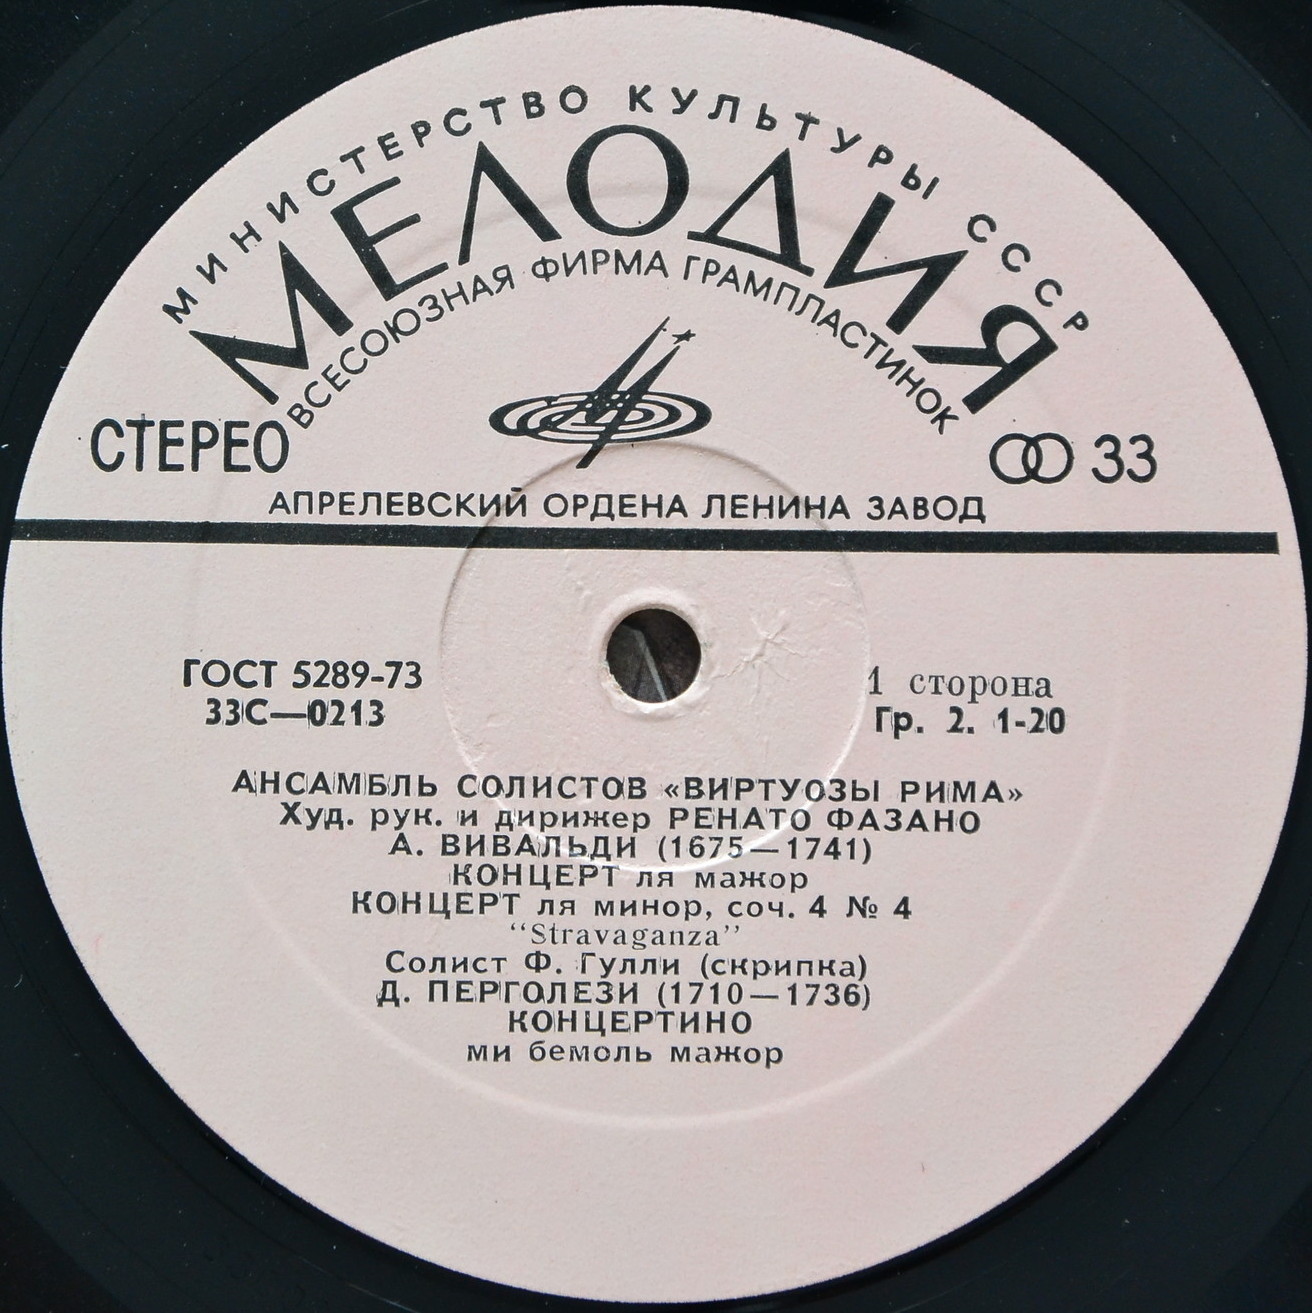 МИНИСТЕРСТВО КУЛЬТУРЫ СССР
МЕЛОДИЯ
ВСЕСОЮЗНАЯ ФИРМА ГРАМПЛАСТИНОК
СТЕРЕО
33
АПРЕЛЕВСКИЙ ОРДЕНА ЛЕНИНА ЗАВОД
ГОСТ 5289-73
33С—0213
1 сторона
Гр. 2. 1-20
АНСАМБЛЬ СОЛИСТОВ «ВИРТУОЗЫ РИМА»
Худ. рук. и дирижер РЕНАТО ФАЗАНО
А. ВИВАЛЬДИ (1675—1741)
КОНЦЕРТ ля мажор
КОНЦЕРТ ля минор, соч. 4 № 4
“Stravaganza”
Солист Ф. Гулли (скрипка)
Д. ПЕРГОЛЕЗИ (1710—1736)
КОНЦЕРТИНО
ми бемоль мажор